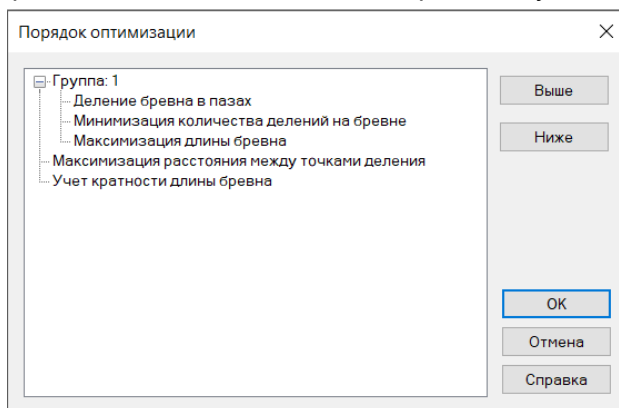 Порядок оптимизации
Группа: 1
Деление бревна в пазах
Минимизация количества делений на бревне
Максимизация длины бревна
Максимизация расстояния между точками деления
Учет кратности длины бревна
Выше
Ниже
ОК
Отмена
Справка